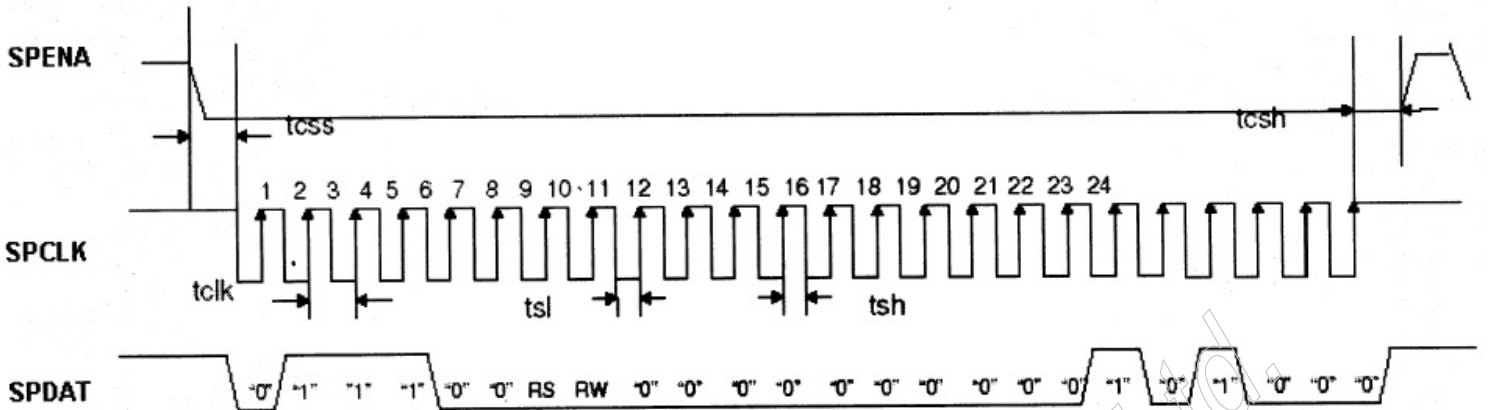 SPENA
tcss
tcsh
1 2 3 4 5 6 7 8 9 10 11 12 13 14 15 16 17 18 19 20 21 22 23 24
SPCLK
tclk
tsl
tsh
SPDAT
"0" "1" "1" "1" "0" "0" RS RW "0" "0" "0" "0" "0" "0" "0" "0" "0" "0" "1" "0" "1" "0" "0" "0"
td.